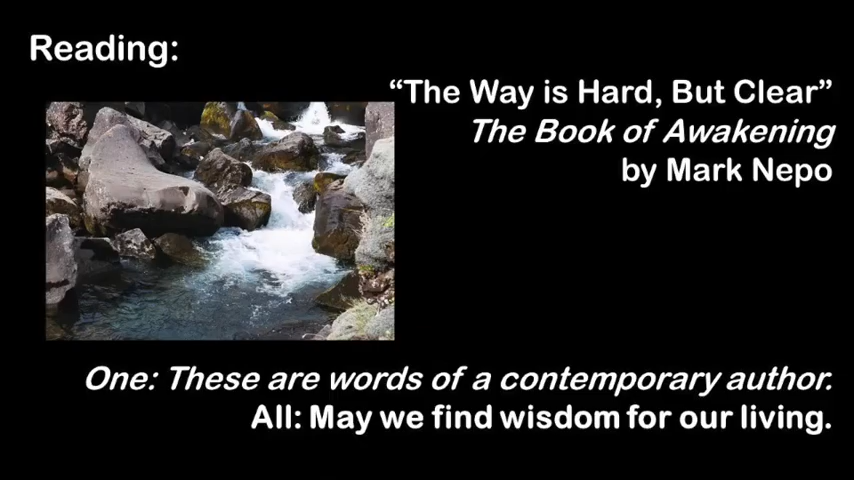 Reading:
“The Way is Hard, But Clear”
The Book of Awakening
by Mark Nepo
One: These are words of a contemporary author.
All: May we find wisdom for our living.